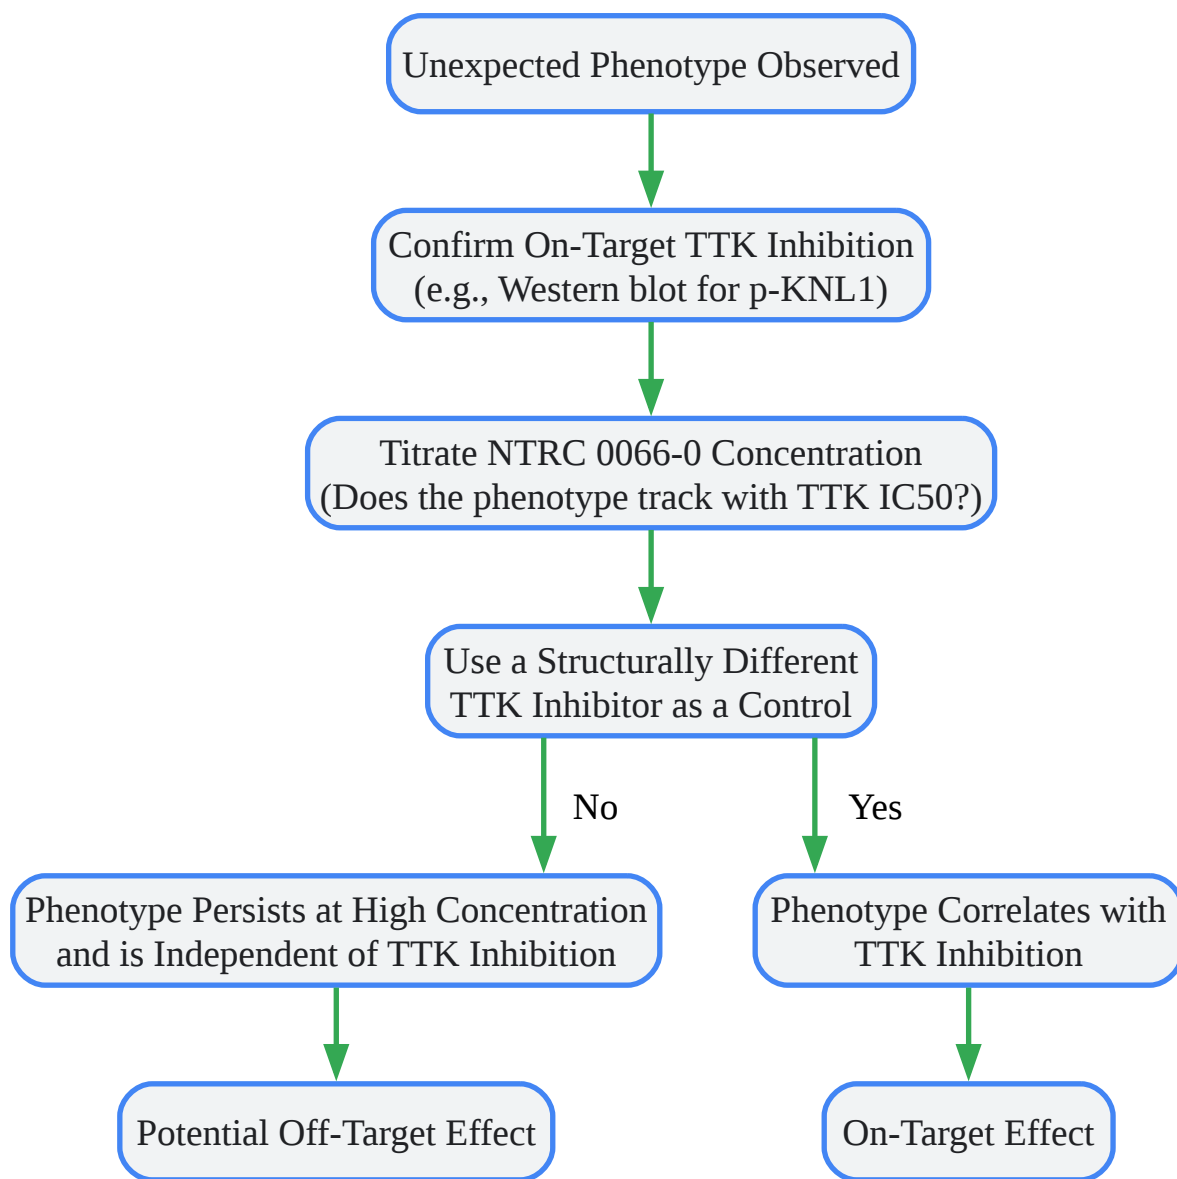 Unexpected Phenotype Observed
Confirm On-Target TTK Inhibition
(e.g., Western blot for p-KNL1)
Titrate NTRC 0066-0 Concentration
(Does the phenotype track with TTK IC50?)
Use a Structurally Different
TTK Inhibitor as a Control
No
Yes
Phenotype Persists at High Concentration
and is Independent of TTK Inhibition
Phenotype Correlates with
TTK Inhibition
Potential Off-Target Effect
On-Target Effect